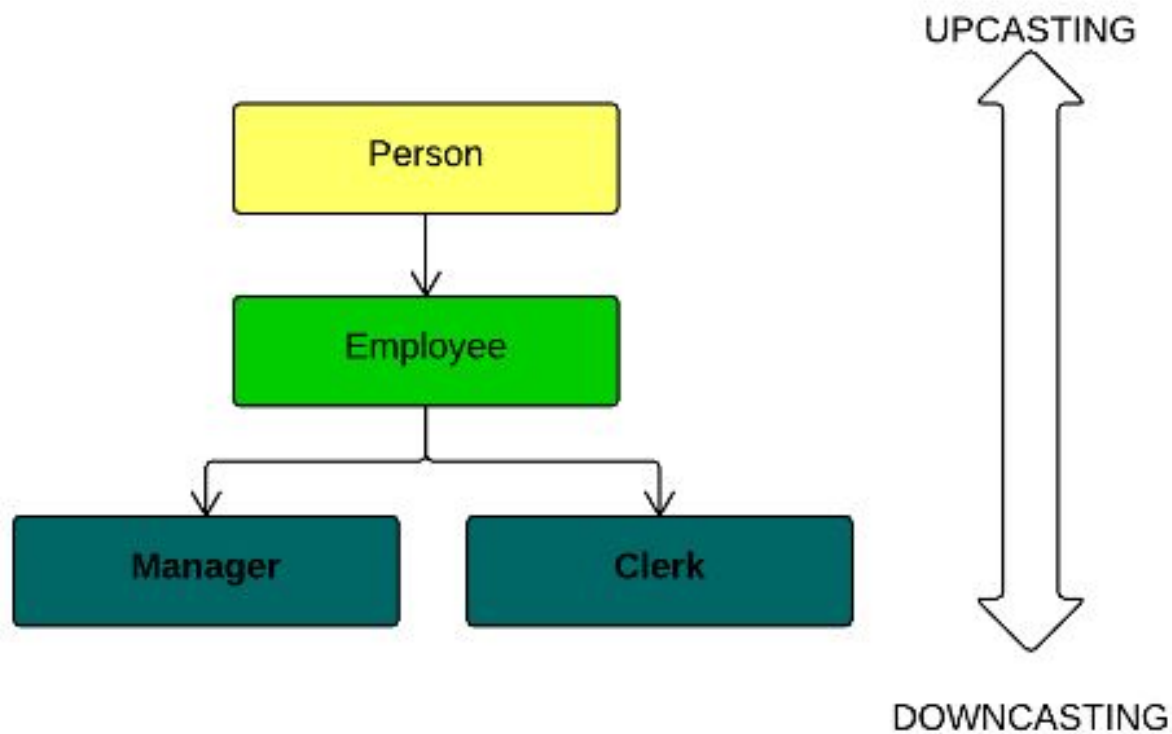 UPCASTING
Person
Employee
Manager
Clerk
DOWNCASTING